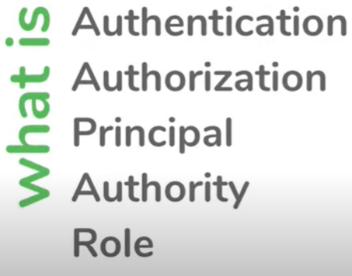 what is
Authentication
Authorization
Principal
Authority
Role